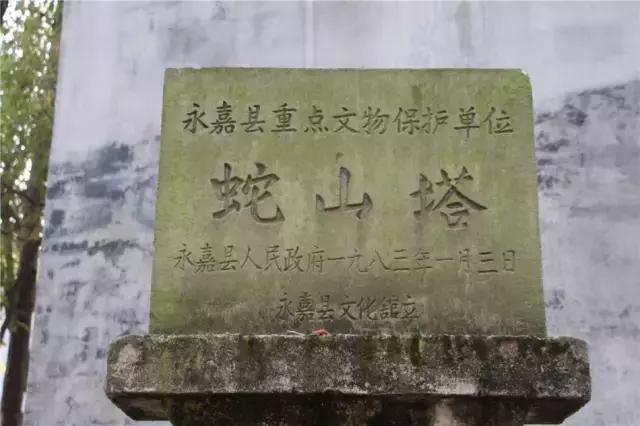 永嘉县重点文物保护单位
蛇山塔
永嘉县人民政府一九八三年一月三日
永嘉县文化舘立